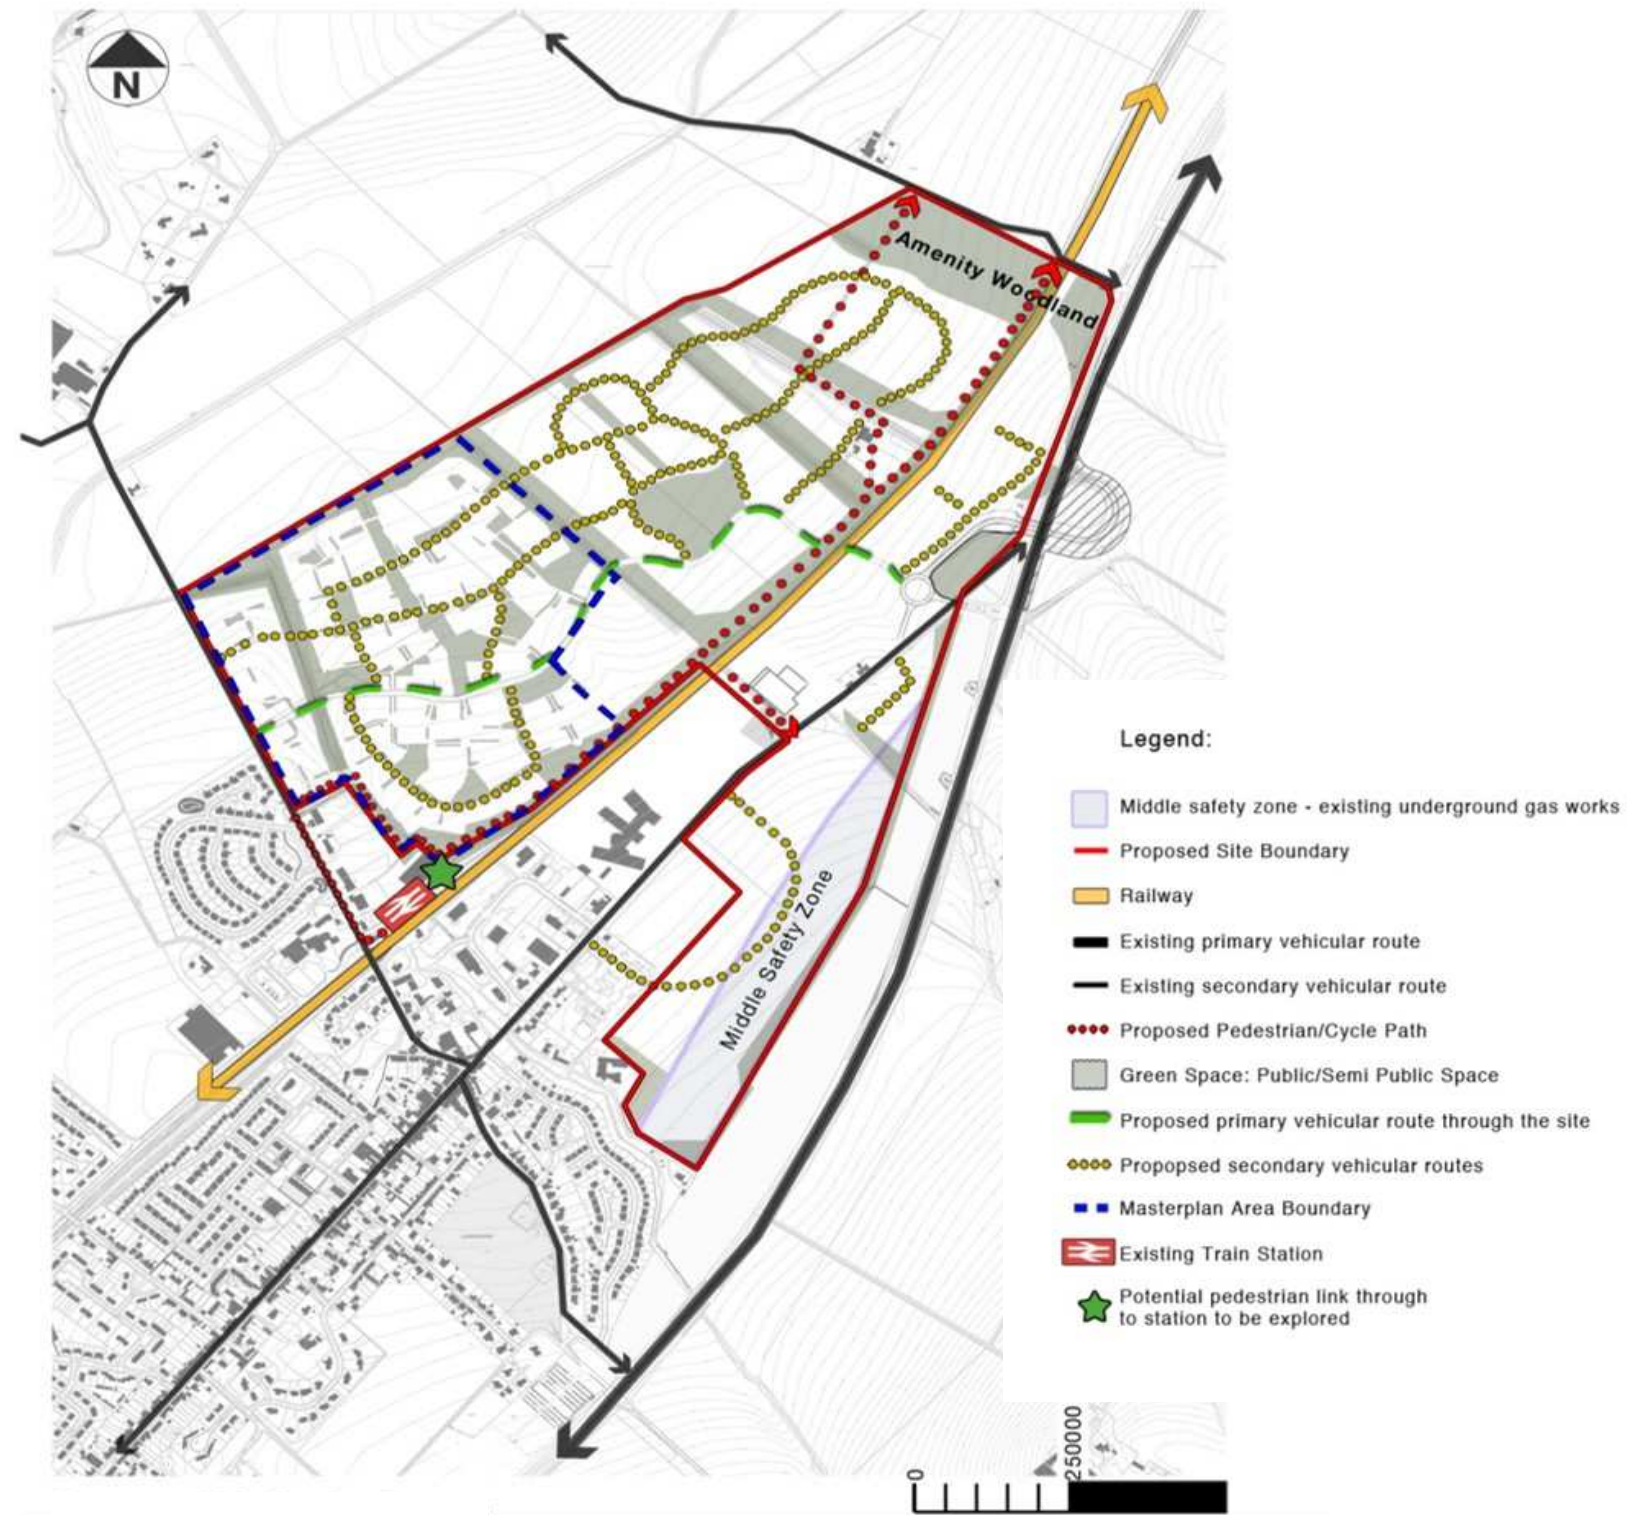 N
Amenity Woodland
Middle Safety Zone
Legend:
Middle safety zone - existing underground gas works
Proposed Site Boundary
Railway
Existing primary vehicular route
Existing secondary vehicular route
Proposed Pedestrian/Cycle Path
Green Space: Public/Semi Public Space
Proposed primary vehicular route through the site
Propopsed secondary vehicular routes
Masterplan Area Boundary
Existing Train Station
Potential pedestrian link through
to station to be explored
0
250000